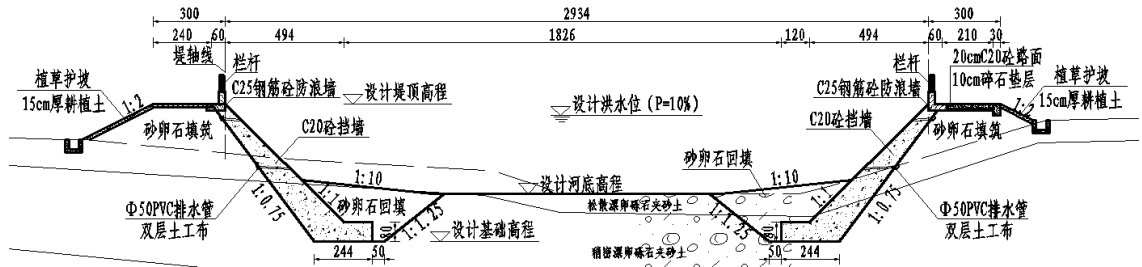 300 2934 300
240 60 494 1826 120 494 60 210 30
堤轴线
栏杆
栏杆
20cmC20砼路面
植草护坡
C25钢筋砼防浪墙
设计堤顶高程
设计洪水位 (P=10%)
C25钢筋砼防浪墙
10cm碎石垫层
植草护坡
15cm厚耕植土
1:2
1:2
15cm厚耕植土
砂卵石填筑
C20砼挡墙
C20砼挡墙
砂卵石填筑
砂卵石回填
1:10
设计河底高程
1:10
1:1
1:1
1:0.75
砂卵石回填
松散漂卵砾石夹砂土
1:0.75
Φ50PVC排水管
1:1.25
设计基础高程
1:1.25
Φ50PVC排水管
双层土工布
80
80
双层土工布
稍密漂卵砾石夹砂土
244 50
50 244